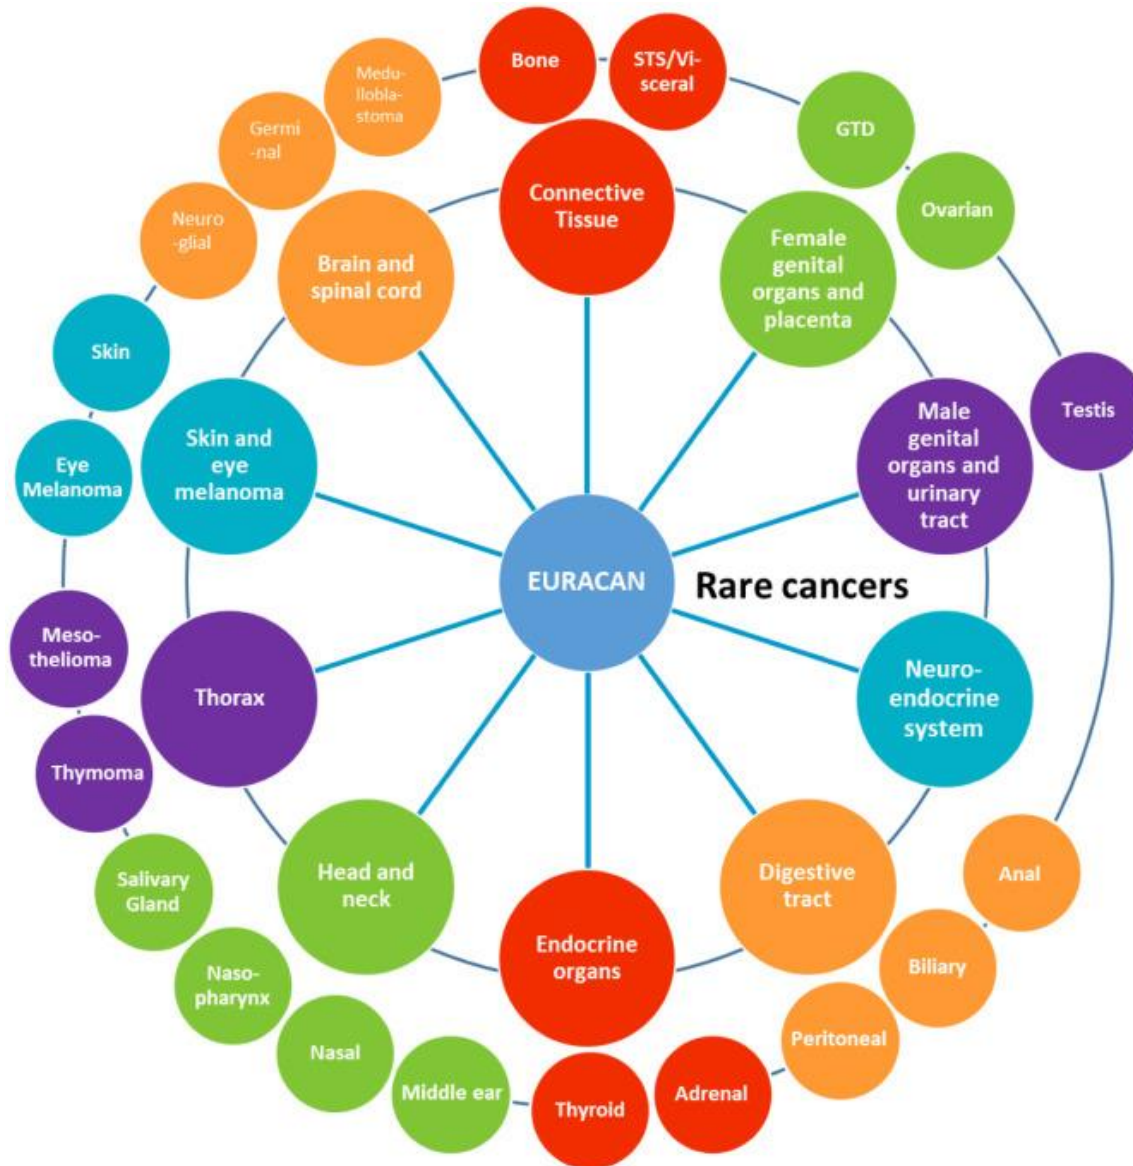 Bone
STS/Vi-
sceral
Medu-
lloblа-
stoma
Germi
-nal
GTD
Connective
Tissue
Ovarian
Neuro
-glial
Brain and
spinal cord
Female
genital
organs and
placenta
Skin
Testis
Male
genital
organs and
urinary
tract
Skin and
eye
melanoma
Eye
Melanoma
EURACAN
Rare cancers
Meso-
thelioma
Thorax
Neuro-
endocrine
system
Thymoma
Salivary
Gland
Head and
neck
Digestive
tract
Anal
Endocrine
organs
Biliary
Naso-
pharynx
Nasal
Peritoneal
Middle ear
Thyroid
Adrenal